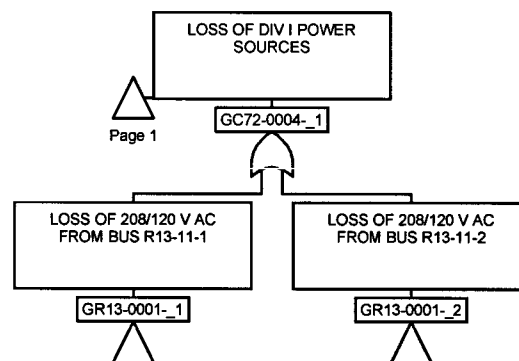 LOSS OF DIV I POWER
SOURCES
Page 1
GC72-0004-_1
LOSS OF 208/120 V AC
FROM BUS R13-11-1
LOSS OF 208/120 V AC
FROM BUS R13-11-2
GR13-0001-_1
GR13-0001-_2